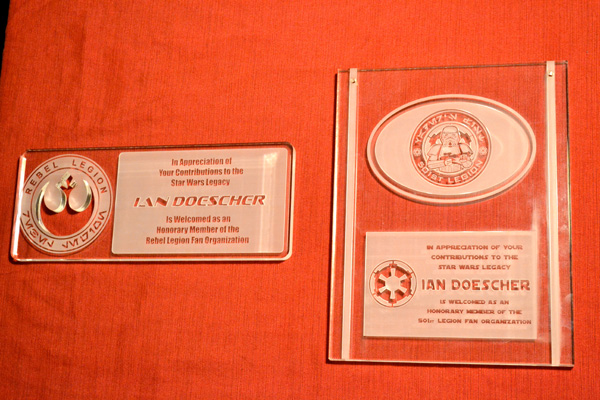 REBEL LEGION
In Appreciation of
Your Contributions to the
Star Wars Legacy
IAN DOESCHER
Is Welcomed as an
Honorary Member of the
Rebel Legion Fan Organization
501ST LEGION
IN APPRECIATION OF YOUR
CONTRIBUTIONS TO THE
STAR WARS LEGACY
IAN DOESCHER
IS WELCOMED AS AN
HONORARY MEMBER OF THE
501ST LEGION FAN ORGANIZATION